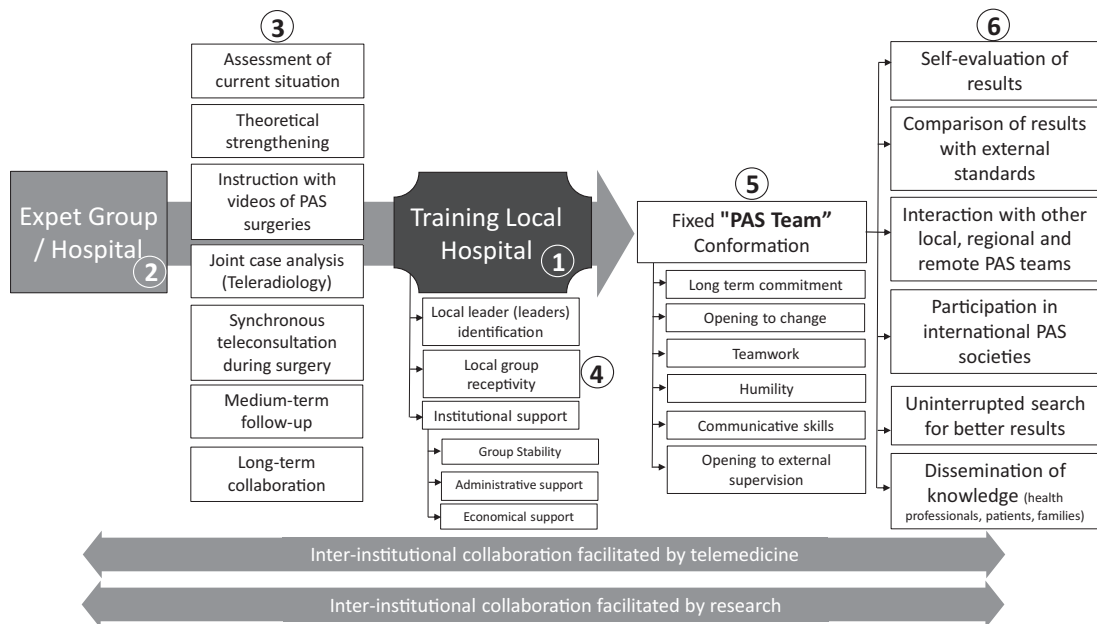 3
Assessment of
current situation
Theoretical
strengthening
Instruction with
videos of PAS
surgeries
Joint case analysis
(Teleradiology)
Synchronous
teleconsultation
during surgery
Medium-term
follow-up
Long-term
collaboration
Expet Group
/ Hospital
2
Training Local
Hospital
1
Local leader (leaders)
identification
Local group
receptivity
4
Institutional support
Group Stability
Administrative support
Economical support
5
Fixed "PAS Team”
Conformation
Long term commitment
Opening to change
Teamwork
Humility
Communicative skills
Opening to external
supervision
6
Self-evaluation of
results
Comparison of results
with external
standards
Interaction with other
local, regional and
remote PAS teams
Participation in
international PAS
societies
Uninterrupted search
for better results
Dissemination of
knowledge (health
professionals, patients, families)
Inter-institutional collaboration facilitated by telemedicine
Inter-institutional collaboration facilitated by research